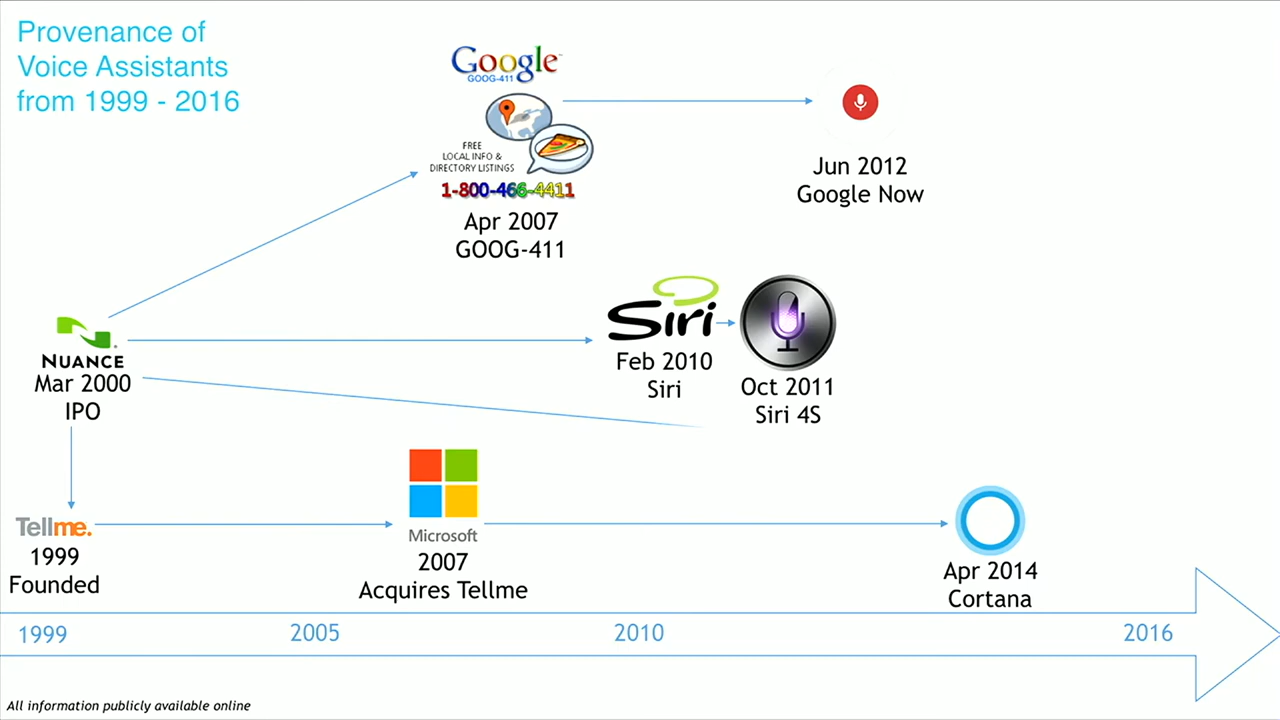 Provenance of
Voice Assistants
from 1999 - 2016
Google™
GOOG-411
FREE
LOCAL INFO &
DIRECTORY LISTINGS
1-800-466-4411
Apr 2007
GOOG-411
Jun 2012
Google Now
NUANCE
Mar 2000
IPO
Siri
Feb 2010
Siri
Oct 2011
Siri 4S
Tellme.
1999
Founded
Microsoft
2007
Acquires Tellme
Apr 2014
Cortana
1999
2005
2010
2016
All information publicly available online